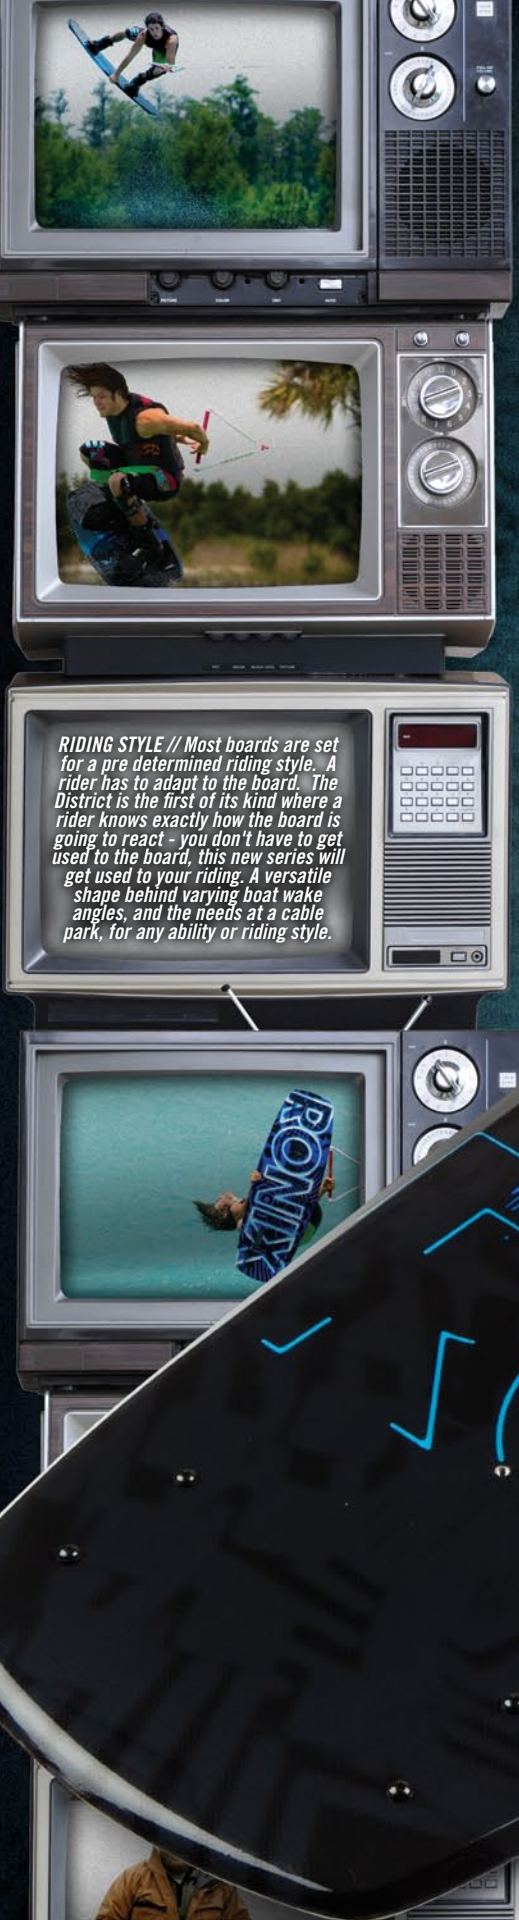 RIDING STYLE // Most boards are set
for a pre determined riding style.  A
rider has to adapt to the board.  The
District is the first of its kind where a
rider knows exactly how the board is
going to react - you don't have to get
used to the board, this new series will
get used to your riding. A versatile
shape behind varying boat wake
angles, and the needs at a cable
park, for any ability or riding style.
RONIX